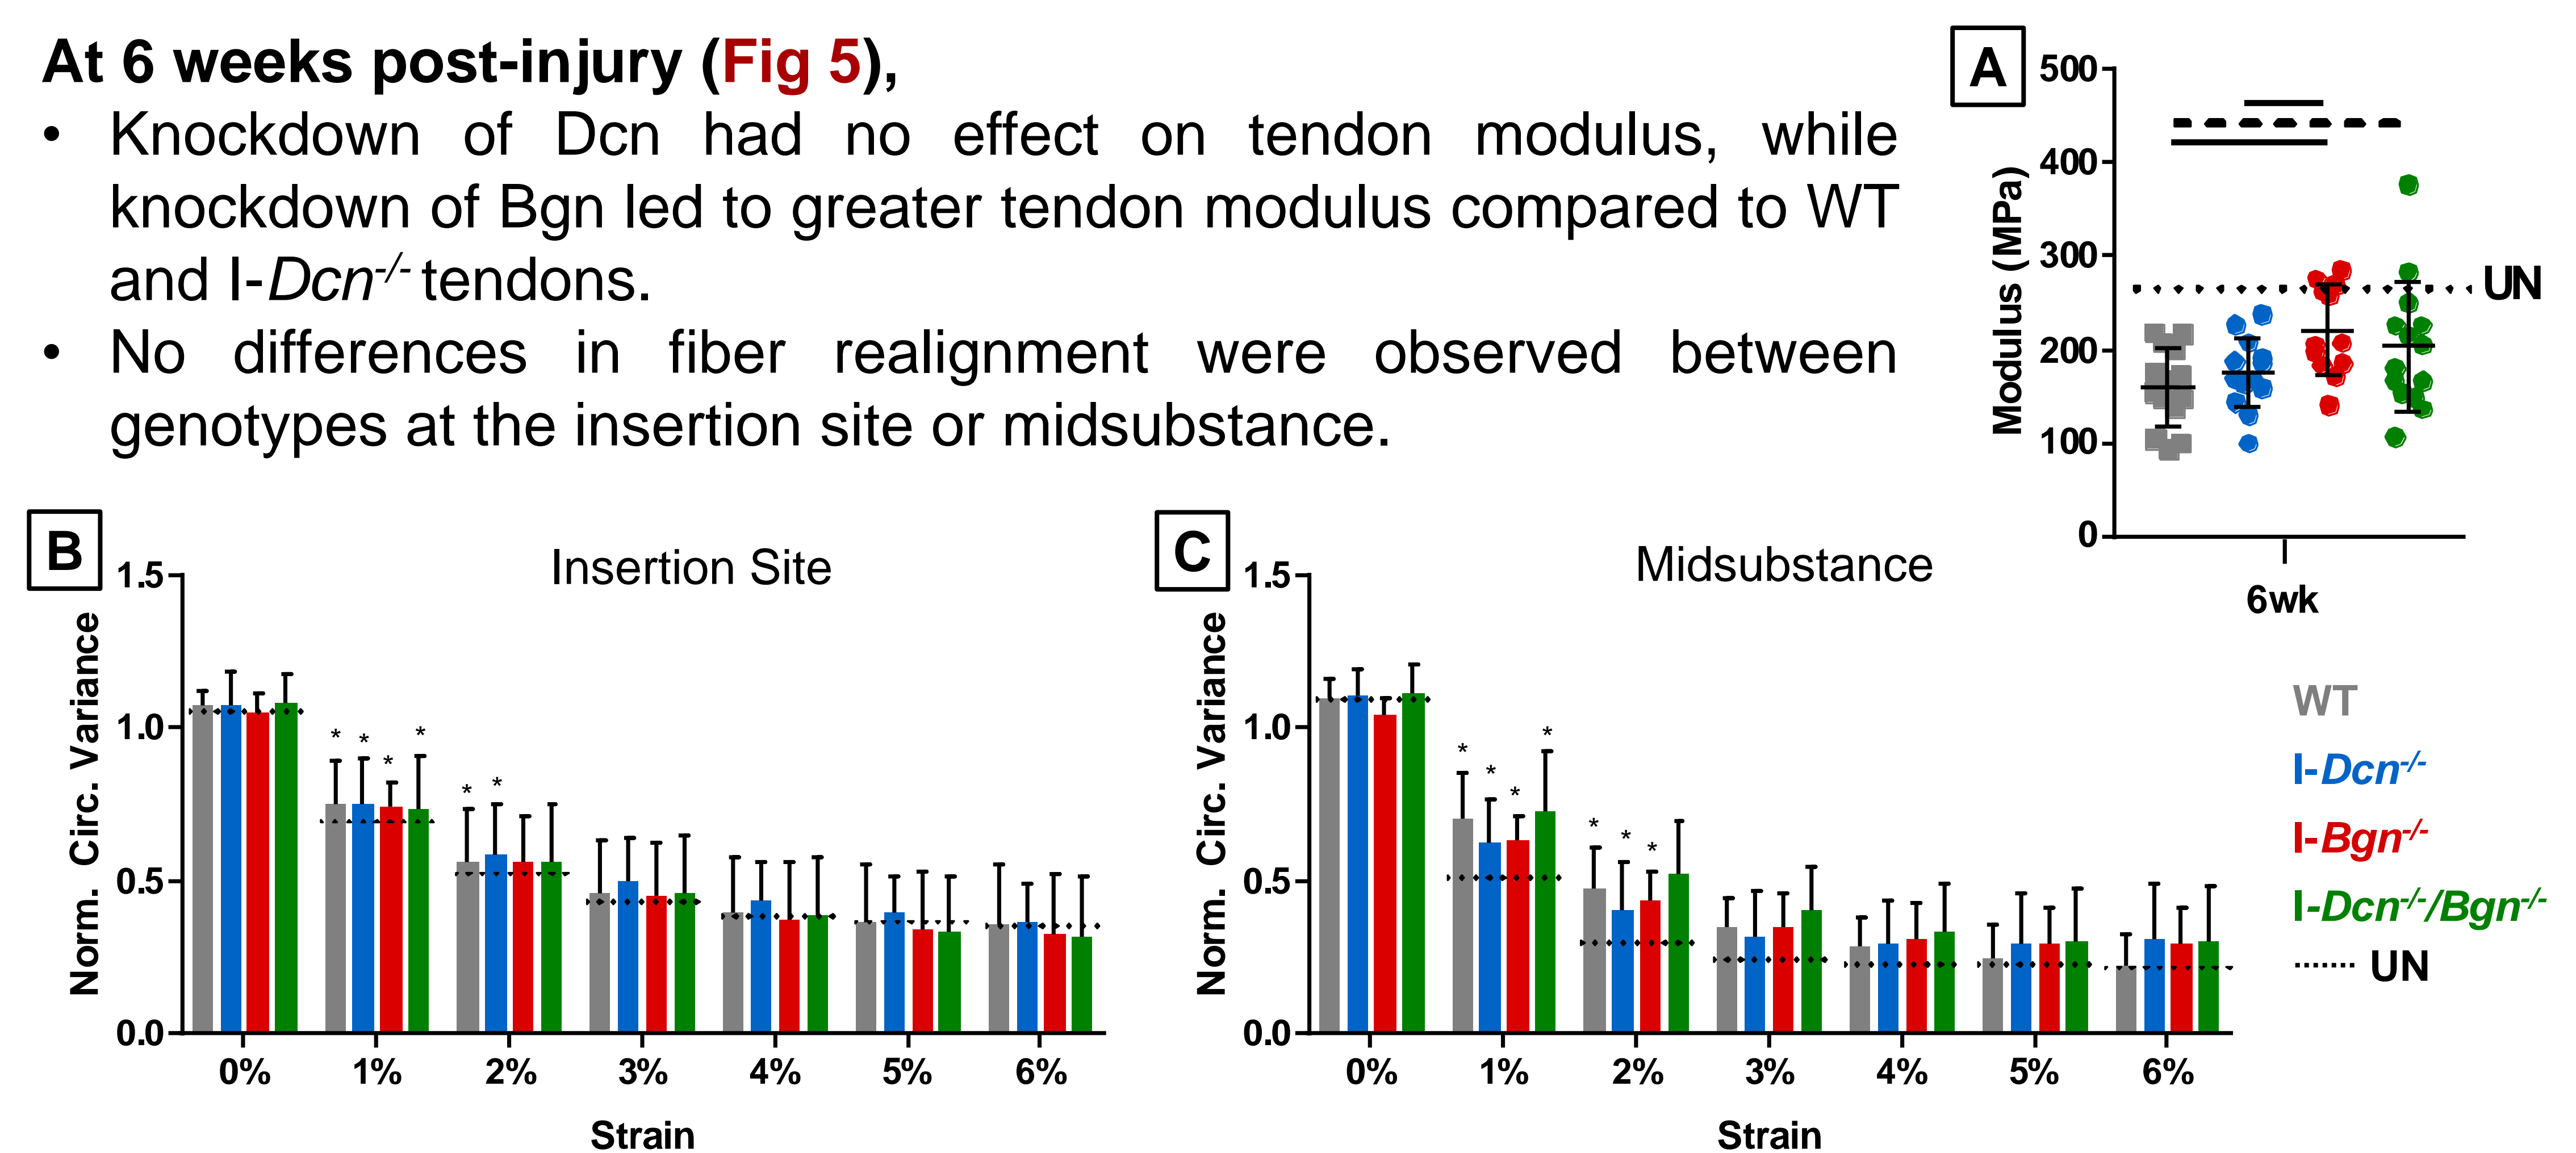 At 6 weeks post-injury (Fig 5),
• Knockdown of Dcn had no effect on tendon modulus, while
knockdown of Bgn led to greater tendon modulus compared to WT
and I-Dcn-/- tendons.
• No differences in fiber realignment were observed between
genotypes at the insertion site or midsubstance.
A
Modulus (MPa)
500
400
300
200
100
0
UN
6wk
B
Insertion Site
Norm. Circ. Variance
1.5
1.0
0.5
0.0
* * * *
* *
0% 1% 2% 3% 4% 5% 6%
Strain
C
Midsubstance
Norm. Circ. Variance
1.5
1.0
0.5
0.0
* * * *
* * *
0% 1% 2% 3% 4% 5% 6%
Strain
WT
I-Dcn-/-
I-Bgn-/-
I-Dcn-/-/Bgn-/-
UN